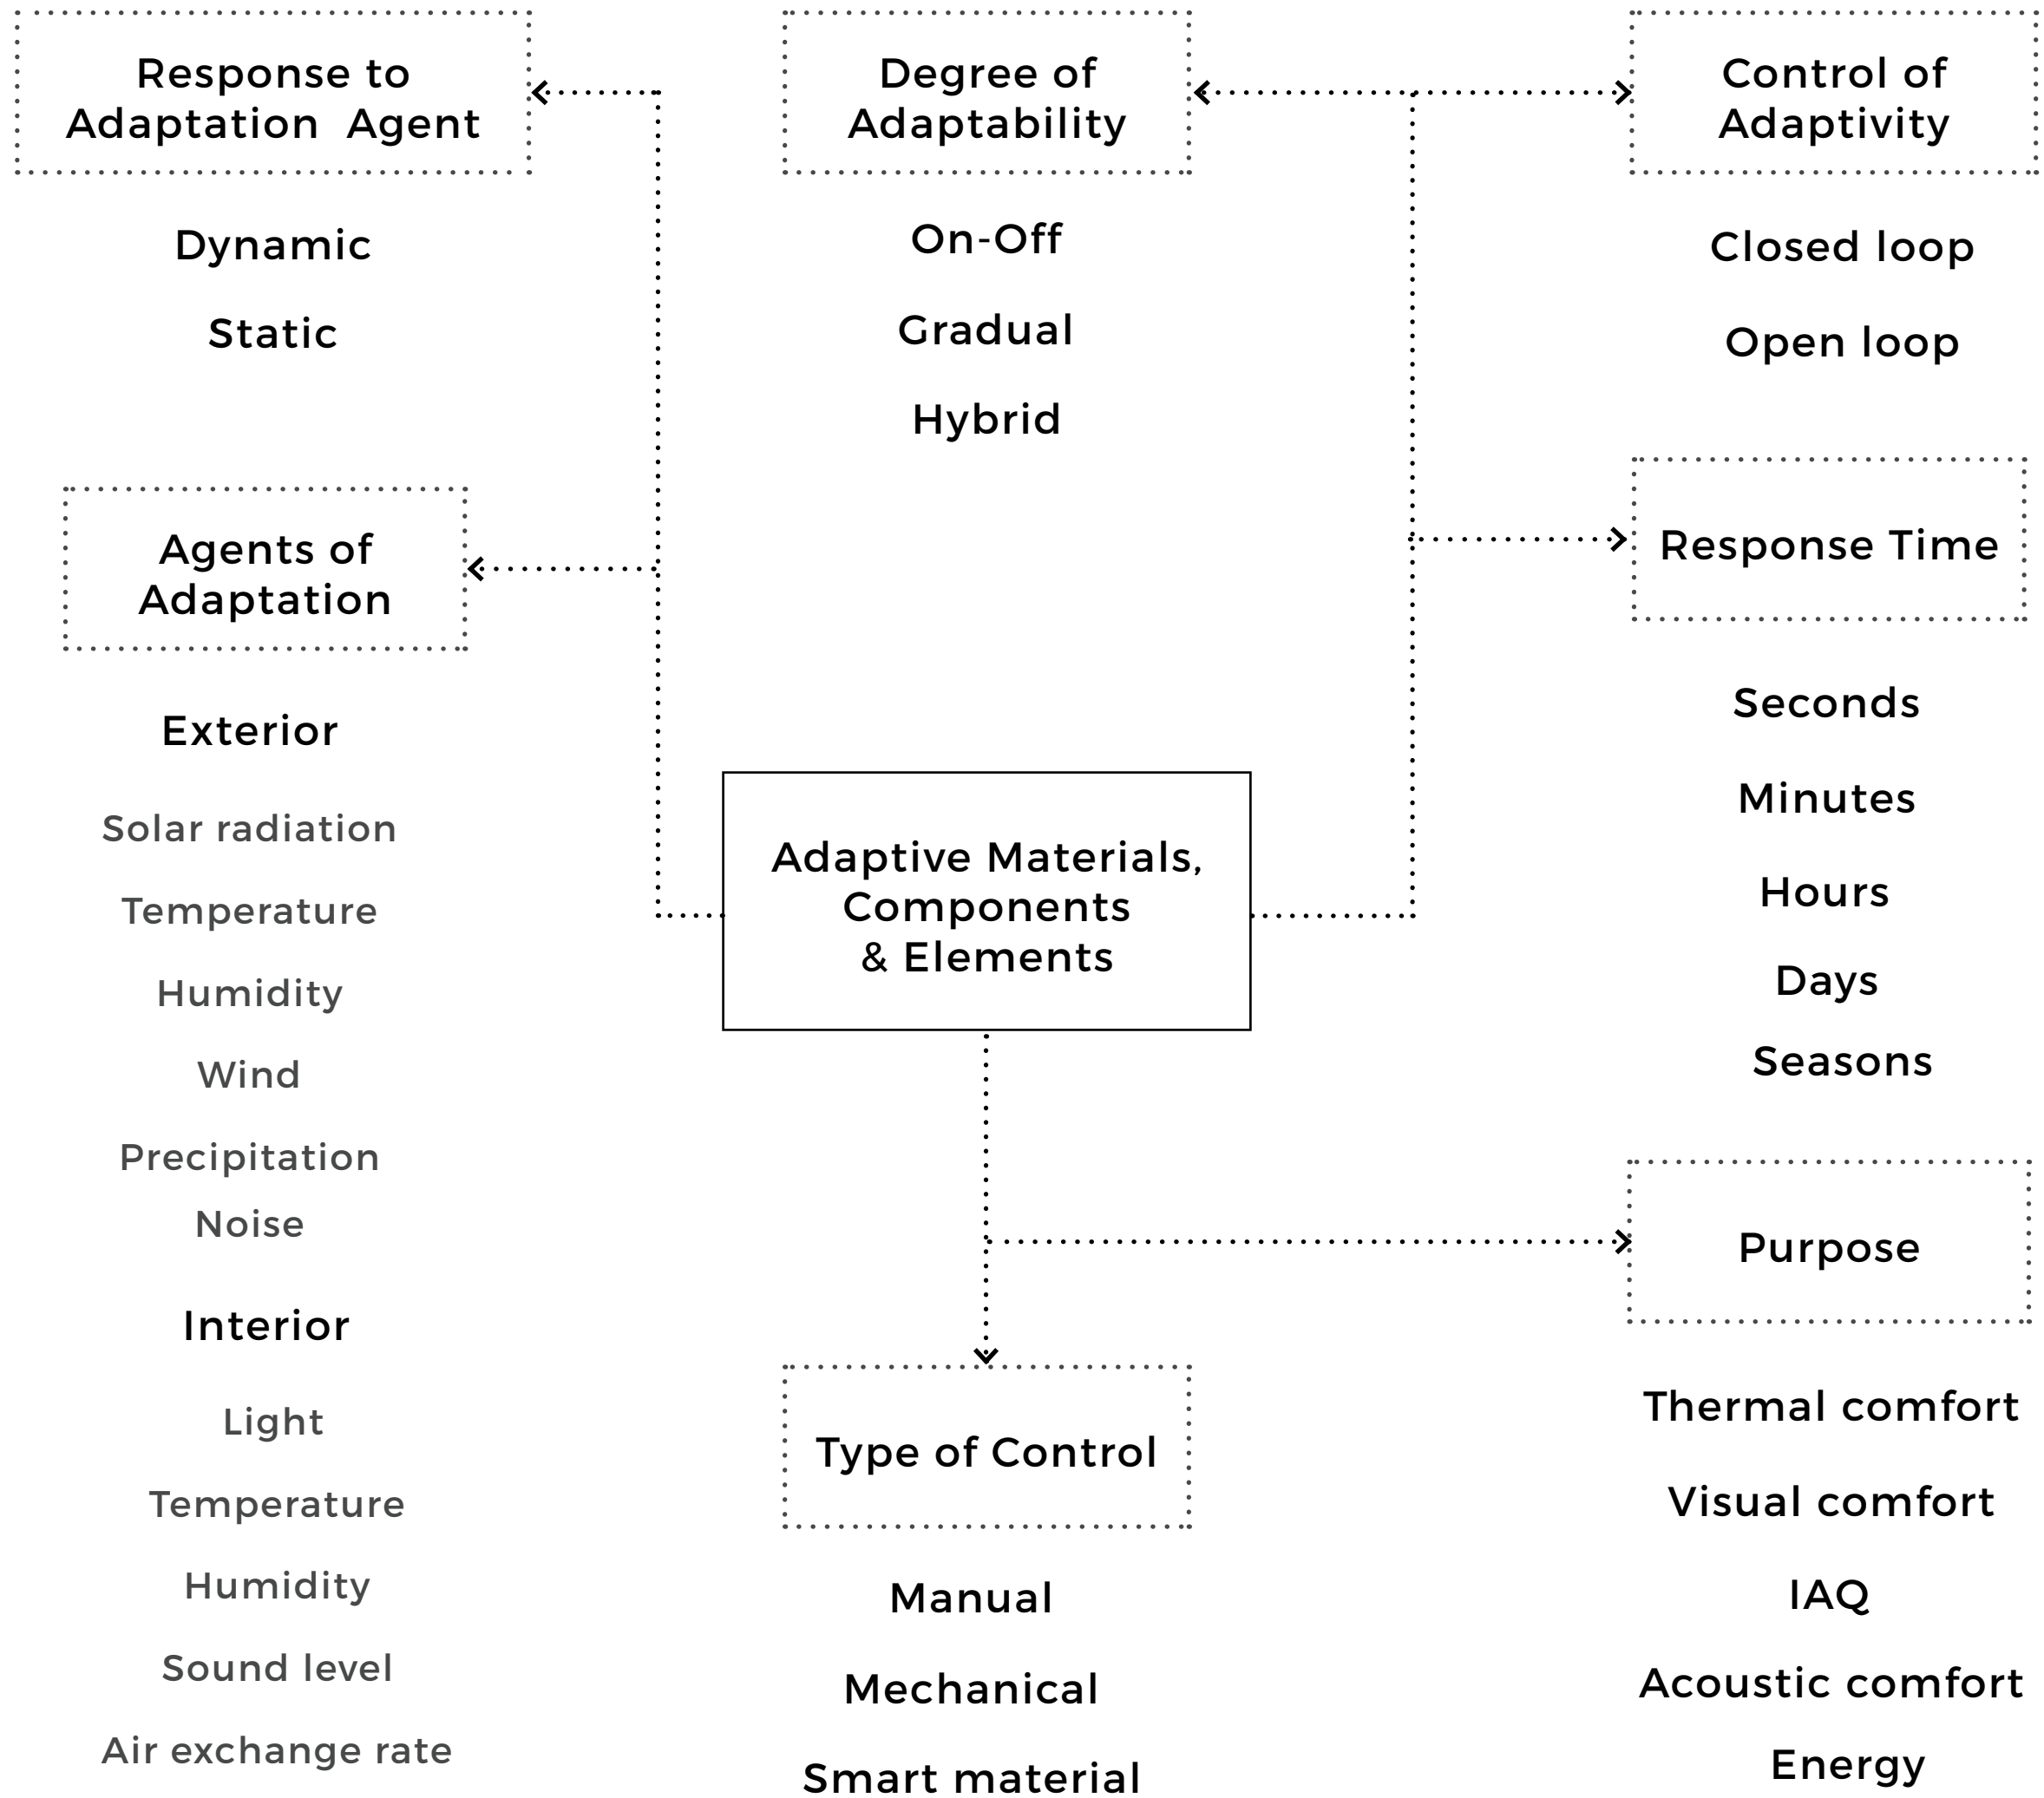 Response to
Adaptation Agent
Dynamic
Static
Agents of
Adaptation
Exterior
Solar radiation
Temperature
Humidity
Wind
Precipitation
Noise
Interior
Light
Temperature
Humidity
Sound level
Air exchange rate
Degree of
Adaptability
On-Off
Gradual
Hybrid
Adaptive Materials,
Components
& Elements
Type of Control
Manual
Mechanical
Smart material
Control of
Adaptivity
Closed loop
Open loop
Response Time
Seconds
Minutes
Hours
Days
Seasons
Purpose
Thermal comfort
Visual comfort
IAQ
Acoustic comfort
Energy